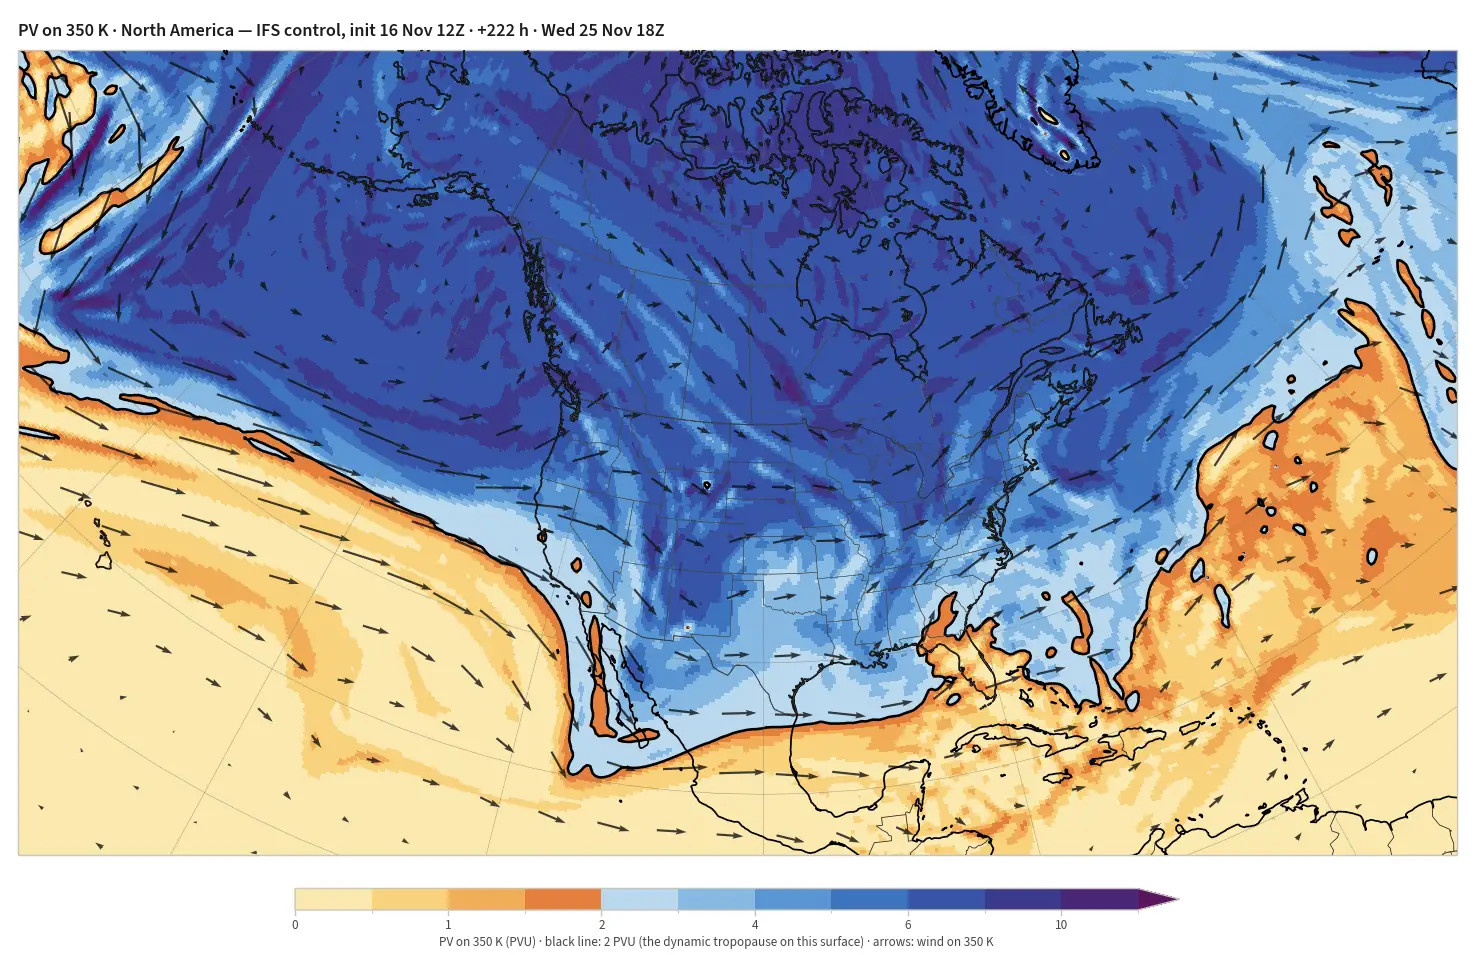 PV on 350 K · North America — IFS control, init 16 Nov 12Z · +222 h · Wed 25 Nov 18Z
0 1 2 4 6 10
PV on 350 K (PVU) · black line: 2 PVU (the dynamic tropopause on this surface) · arrows: wind on 350 K